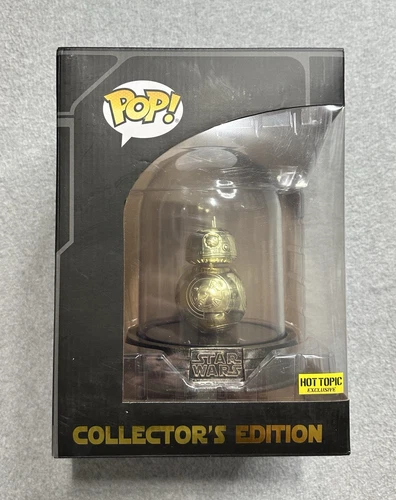 POP!
STAR
WARS
HOT TOPIC
EXCLUSIVE
COLLECTOR'S EDITION